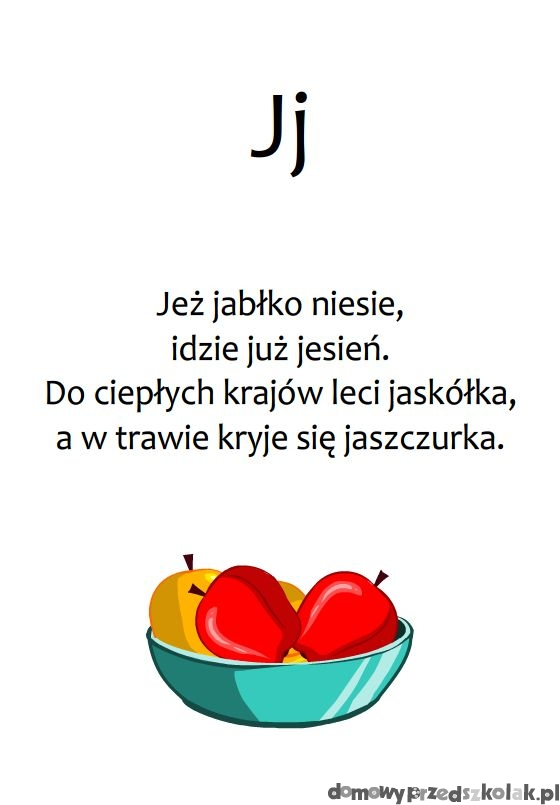 Jj
Jeż jabłko niesie,
idzie już jesień.
Do ciepłych krajów leci jaskółka,
a w trawie kryje się jaszczurka.
domowyprzedszkolak.pl